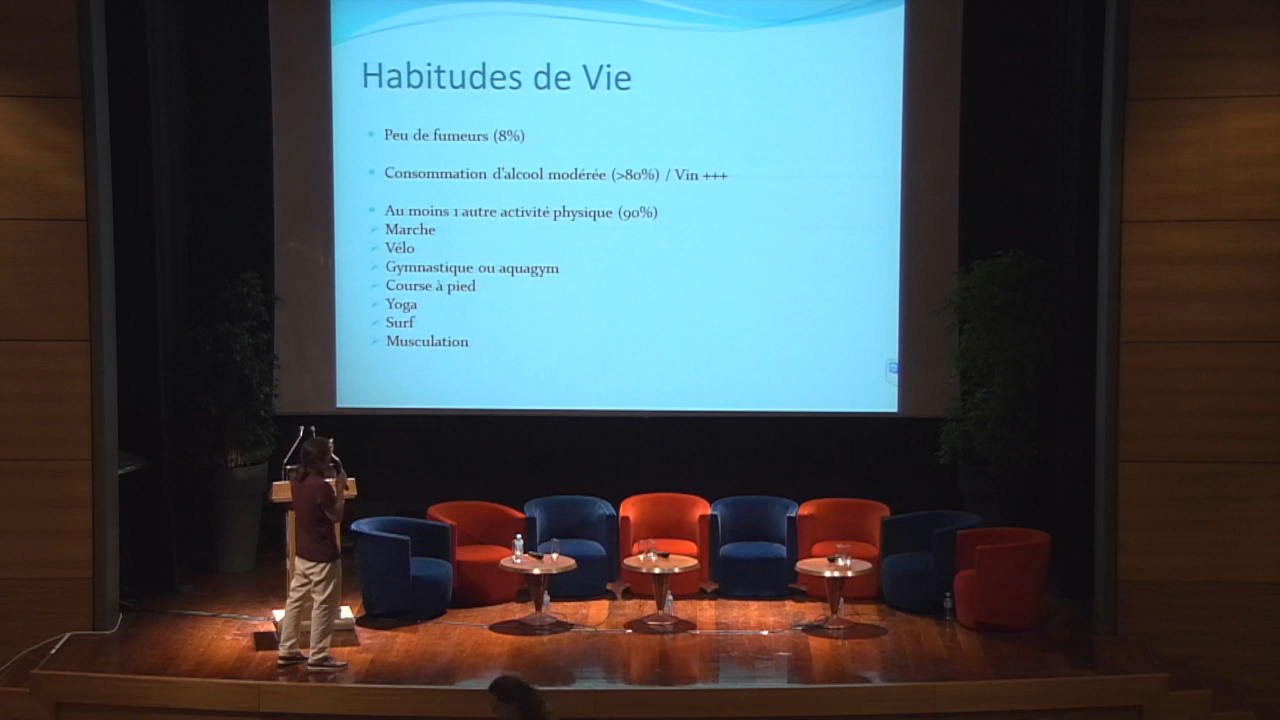 Habitudes de Vie
Peu de fumeurs (8%)
Consommation d'alcool modérée (>80%) / Vin +++
Au moins 1 autre activité physique (90%)
Marche
Vélo
Gymnastique ou aquagym
Course à pied
Yoga
Surf
Musculation